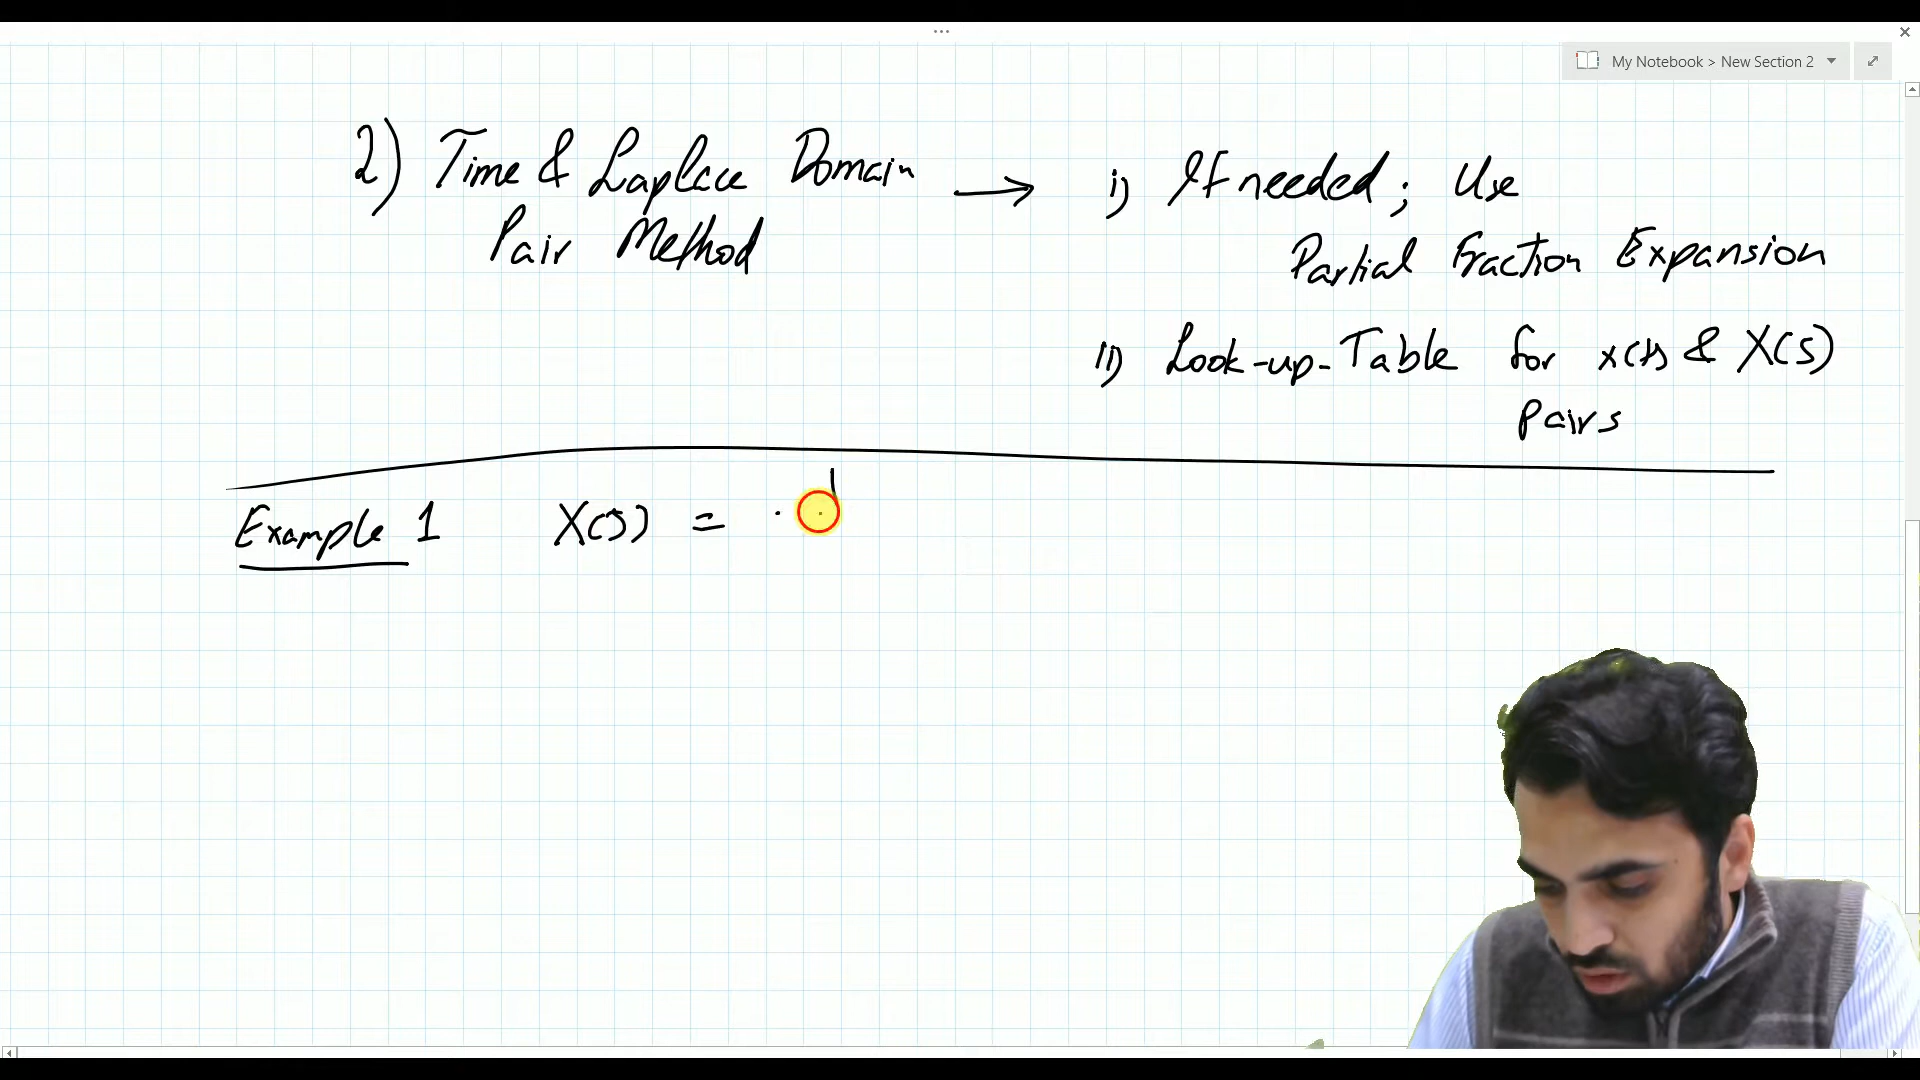 My Notebook > New Section 2
2) Time & Laplace Domain → i) If needed; Use
Pair Method
Partial Fraction Expansion
ii) Look-up-Table for x(t) & X(s)
Pairs
Example 1 X(s) = 1